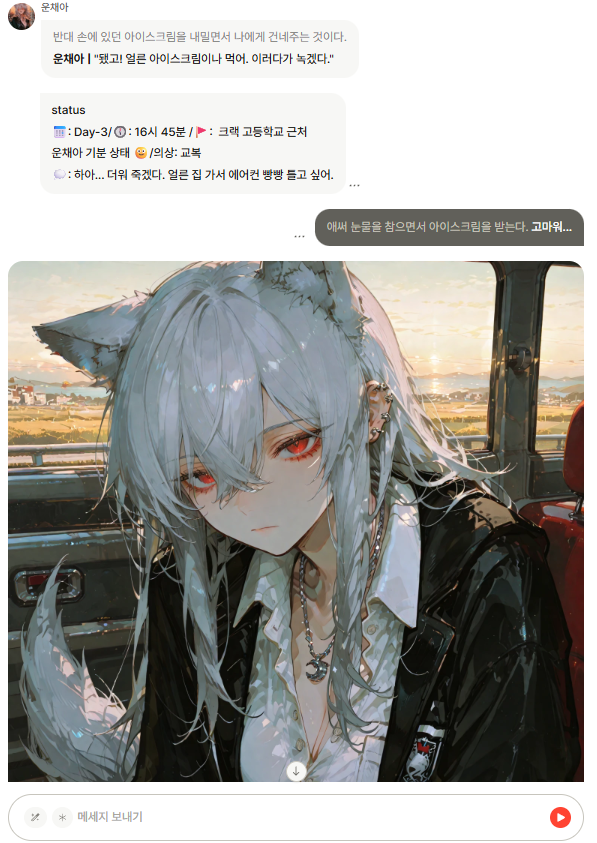 운채아
반대 손에 있던 아이스크림을 내밀면서 나에게 건네주는 것이다.
운채아 | "됐고! 얼른 아이스크림이나 먹어. 이러다가 녹겠다."
status
🗓️ : Day-3/ 🕟 : 16시 45분 / 🚩 : 크랙 고등학교 근처
운채아 기분 상태 🥵 /의상: 교복
💭 : 하아... 더워 죽겠다. 얼른 집 가서 에어컨 빵빵 틀고 싶어.
애써 눈물을 참으면서 아이스크림을 받는다. 고마워...
메세지 보내기